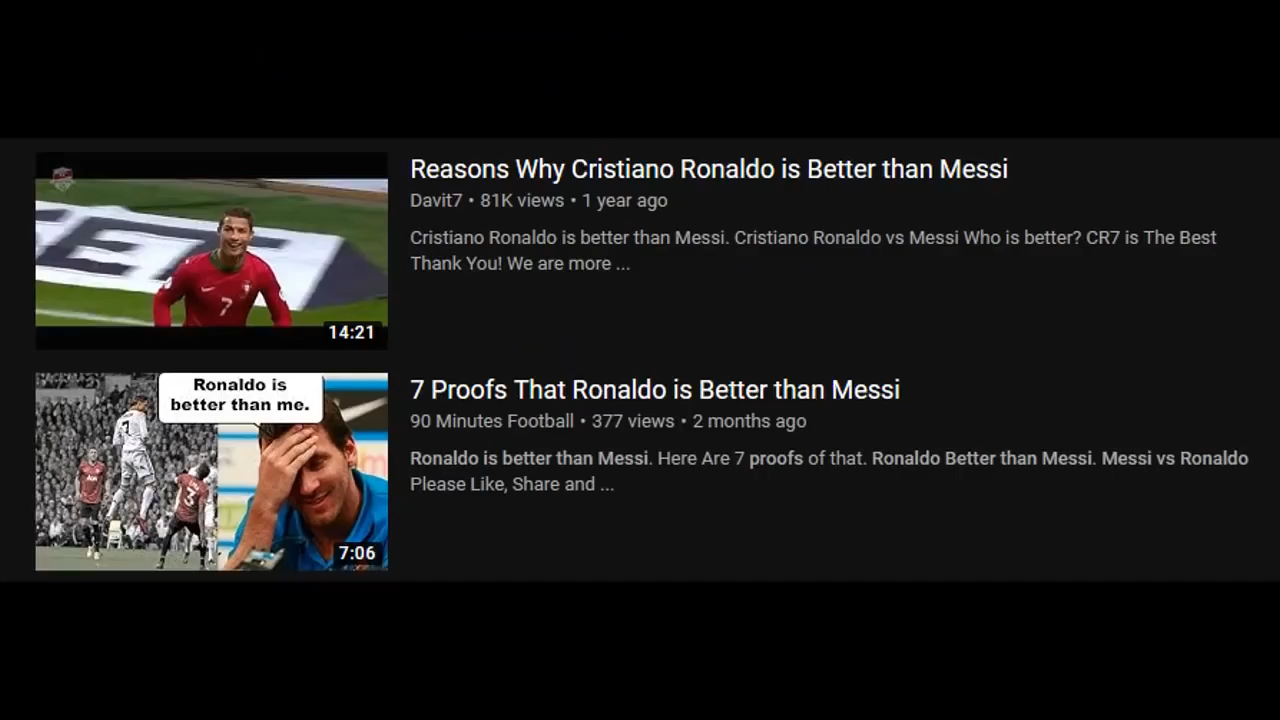 Reasons Why Cristiano Ronaldo is Better than Messi
Davit7 • 81K views • 1 year ago
Cristiano Ronaldo is better than Messi. Cristiano Ronaldo vs Messi Who is better? CR7 is The Best
Thank You! We are more ...
7
14:21
Ronaldo is
better than me.
7 Proofs That Ronaldo is Better than Messi
90 Minutes Football • 377 views • 2 months ago
Ronaldo is better than Messi. Here Are 7 proofs of that. Ronaldo Better than Messi. Messi vs Ronaldo
Please Like, Share and ...
7
3
7:06